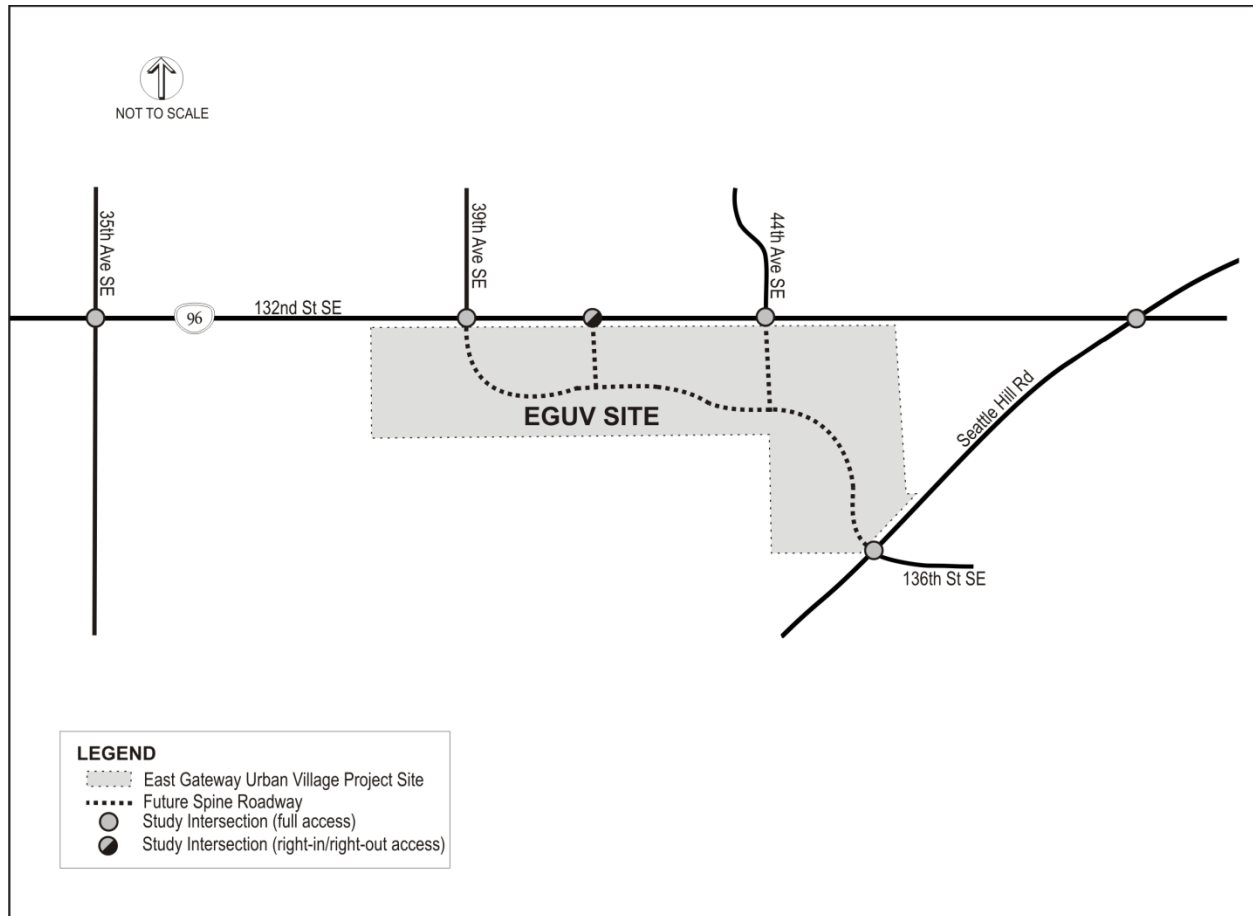 NOT TO SCALE
35th Ave SE
39th Ave SE
44th Ave SE
132nd St SE
96
EGUV SITE
Seattle Hill Rd
136th St SE
LEGEND
East Gateway Urban Village Project Site
Future Spine Roadway
Study Intersection (full access)
Study Intersection (right-in/right-out access)